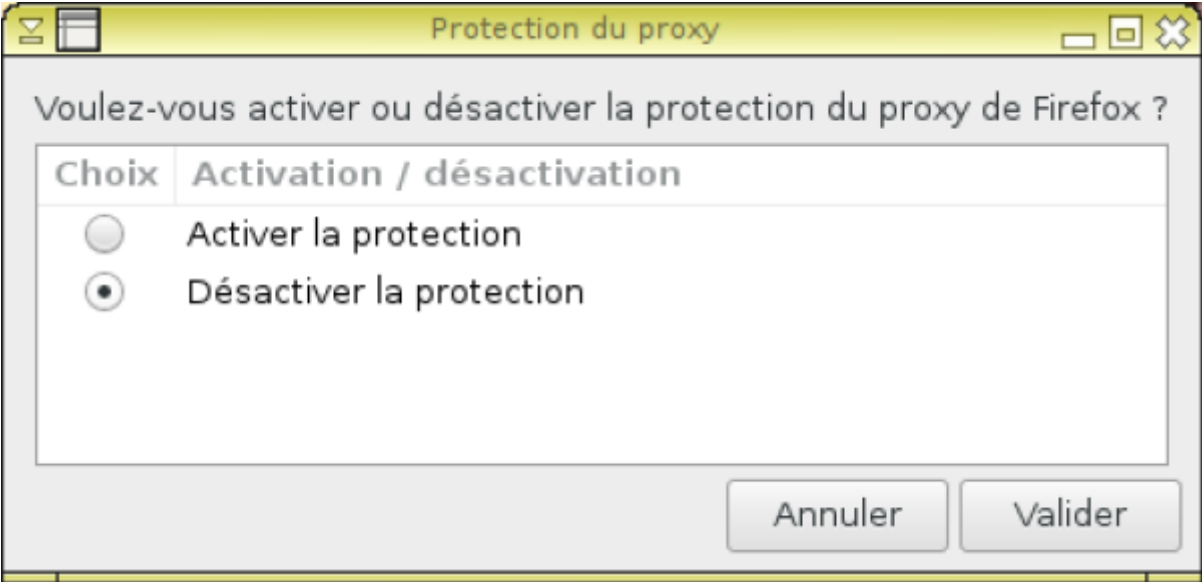 Protection du proxy
Voulez-vous activer ou désactiver la protection du proxy de Firefox ?
Choix Activation / désactivation
Activer la protection
Désactiver la protection
Annuler Valider